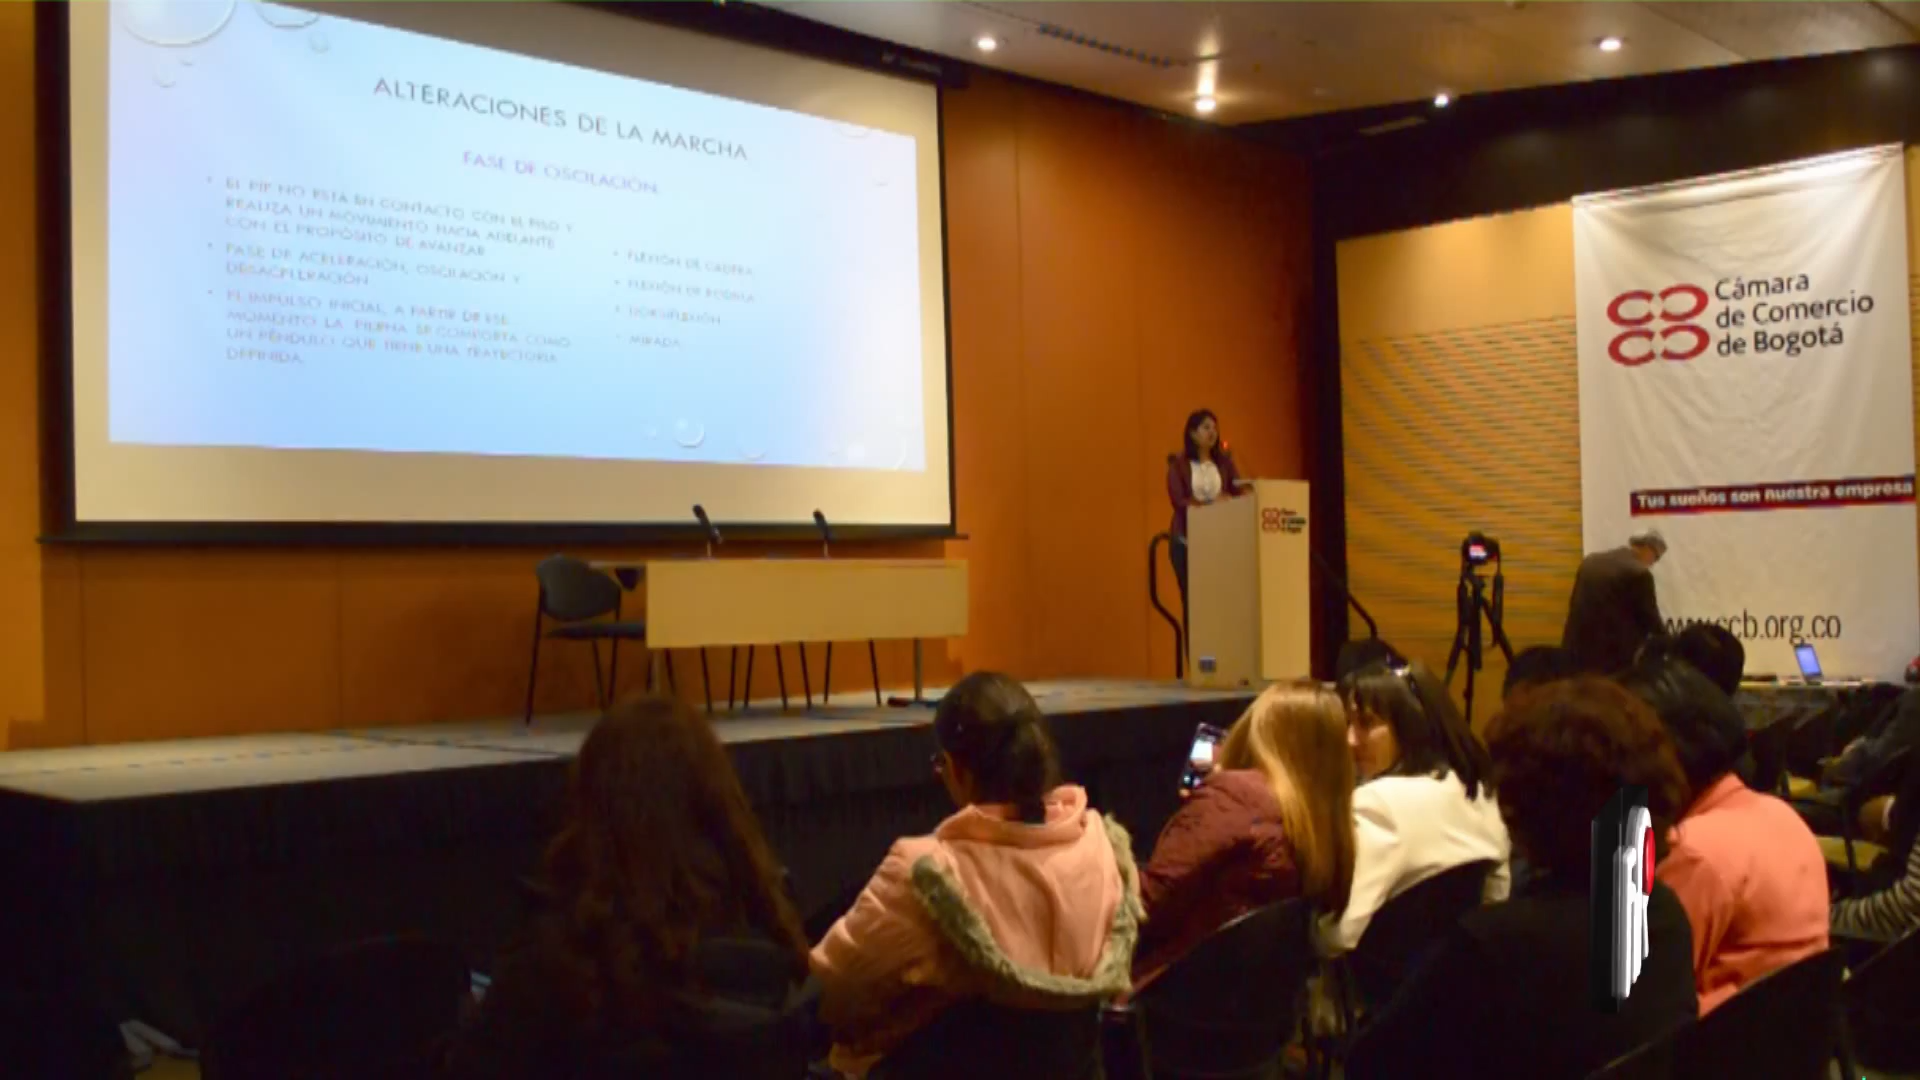 ALTERACIONES DE LA MARCHA
FASE DE OSCILACIÓN.
• EL PIE NO ESTÁ EN CONTACTO CON EL PISO Y
REALIZA UN MOVIMIENTO HACIA ADELANTE
CON EL PROPÓSITO DE AVANZAR
• FASE DE ACELERACIÓN, OSCILACIÓN Y
DESACELERACIÓN
• EL IMPULSO INICIAL, A PARTIR DE ESE
MOMENTO LA PIERNA SE COMPORTA COMO
UN PÉNDULO QUE TIENE UNA TRAYECTORIA
DEFINIDA.
• FLEXIÓN DE CADERA
• FLEXIÓN DE RODILLA
• DORSIFLEXIÓN
• MIRADA
Cámara
de Comercio
de Bogotá
Tus sueños son nuestra empresa
www.ccb.org.co